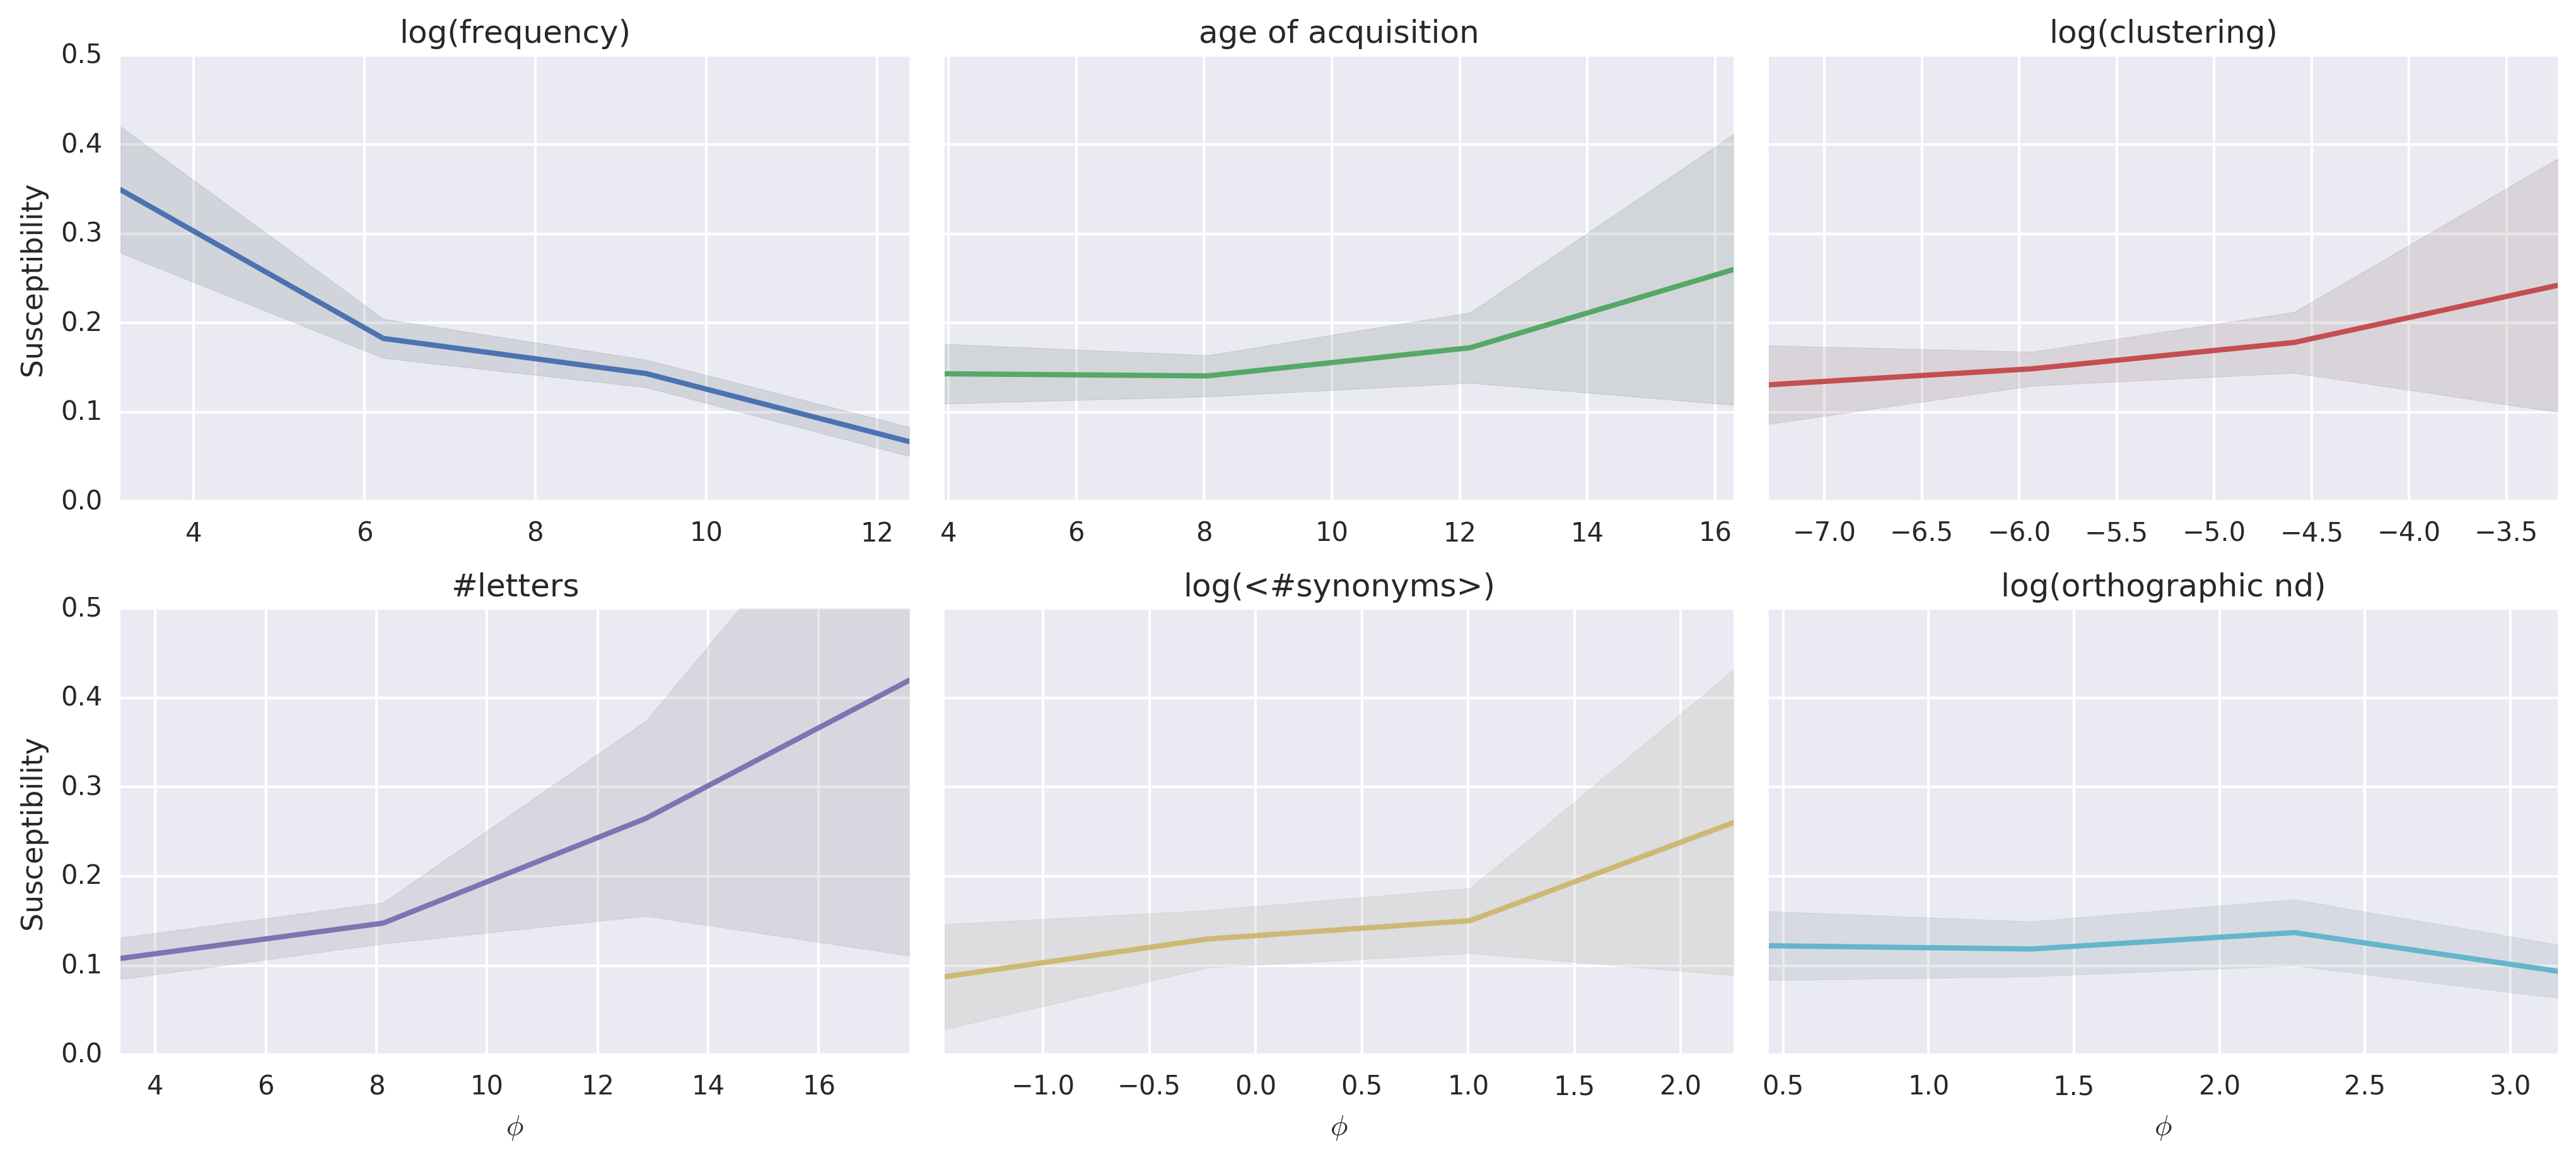 log(frequency) age of acquisition log(clustering)
Susceptibility
0.5
0.4
0.3
0.2
0.1
0.0
4 6 8 10 12
4 6 8 10 12 14 16
−7.0 −6.5 −6.0 −5.5 −5.0 −4.5 −4.0 −3.5
#letters log(<#synonyms>) log(orthographic nd)
Susceptibility
0.5
0.4
0.3
0.2
0.1
0.0
4 6 8 10 12 14 16
−1.0 −0.5 0.0 0.5 1.0 1.5 2.0
0.5 1.0 1.5 2.0 2.5 3.0
ϕ ϕ ϕ